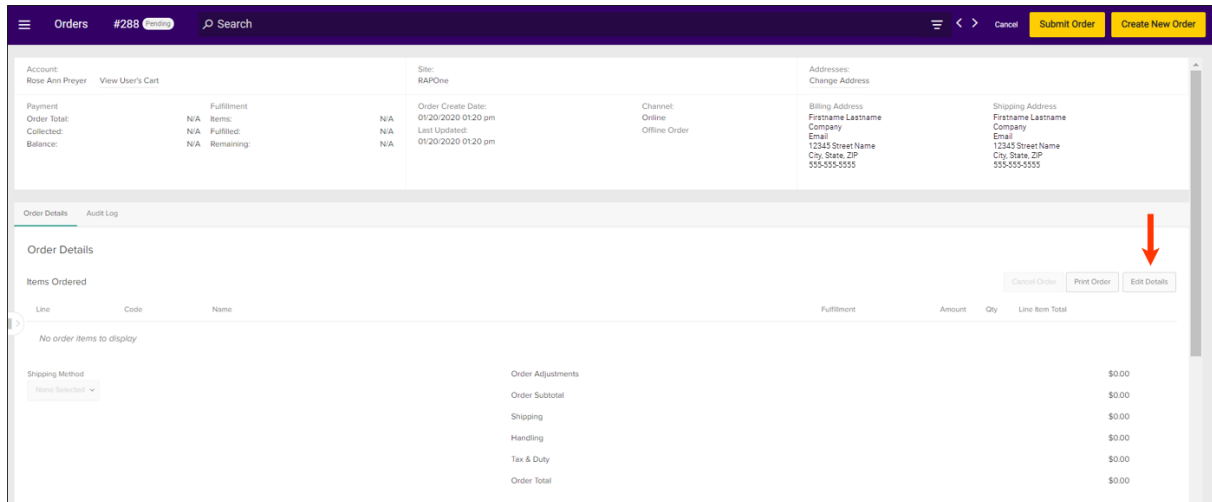 Orders #288 Pending Search Cancel Submit Order Create New Order
Account: Site: Addresses:
Rose Ann Preyer View User's Cart RAPOne Change Address
Payment Fulfillment Order Create Date: Channel: Billing Address Shipping Address
Order Total: N/A Items: N/A 01/20/2020 01:20 pm Online Firstname Lastname Firstname Lastname
Collected: N/A Fulfilled: N/A Last Updated: Offline Order Company Company
Balance: N/A Remaining: N/A 01/20/2020 01:20 pm Email Email
12345 Street Name 12345 Street Name
City, State, ZIP City, State, ZIP
555-555-5555 555-555-5555
Order Details Audit Log
Order Details
Items Ordered Cancel Order Print Order Edit Details
Line Code Name Fulfillment Amount Qty Line Item Total
No order items to display
Shipping Method Order Adjustments $0.00
None Selected Order Subtotal $0.00
Shipping $0.00
Handling $0.00
Tax & Duty $0.00
Order Total $0.00